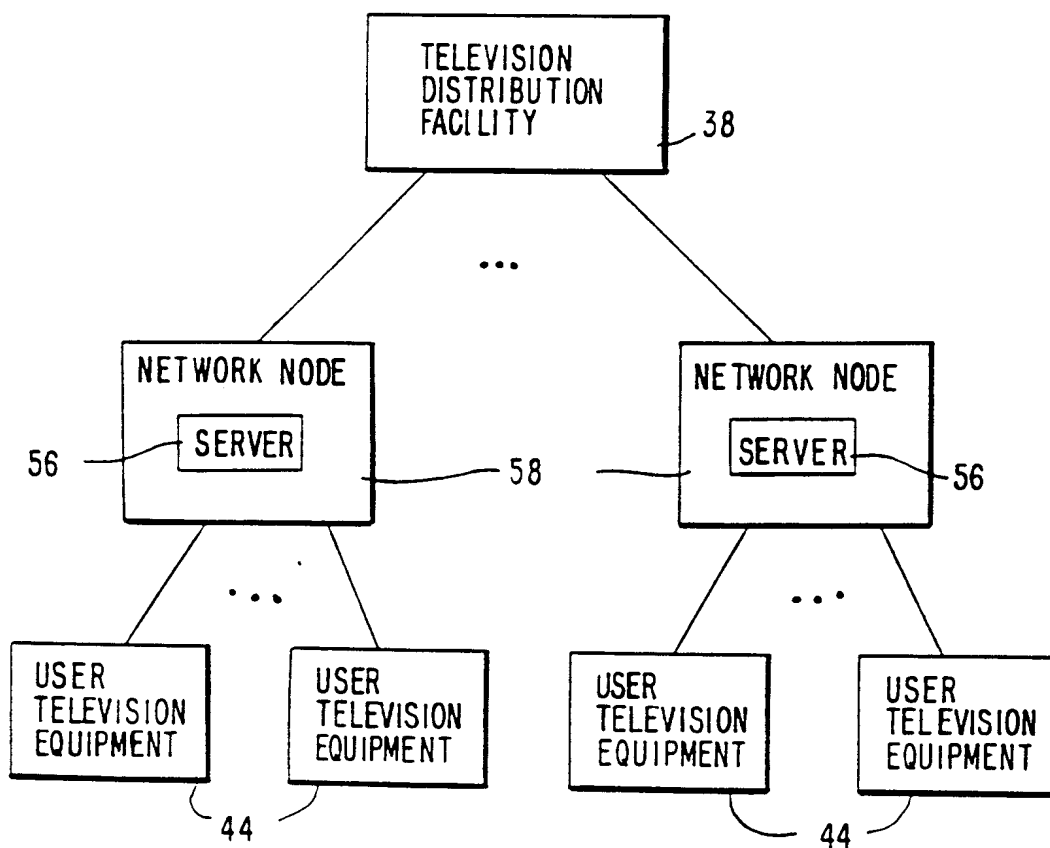 TELEVISION
DISTRIBUTION
FACILITY
38
...
NETWORK NODE
SERVER
56
58
NETWORK NODE
SERVER
56
...
...
USER
TELEVISION
EQUIPMENT
USER
TELEVISION
EQUIPMENT
USER
TELEVISION
EQUIPMENT
USER
TELEVISION
EQUIPMENT
44
44